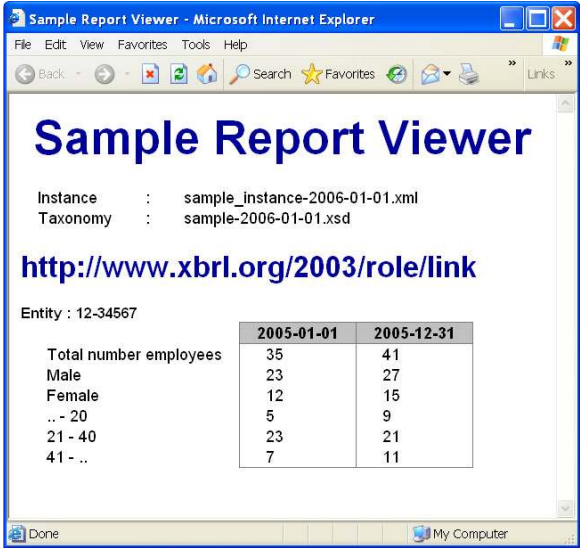 Sample Report Viewer - Microsoft Internet Explorer
File Edit View Favorites Tools Help
Back Search Favorites » Links »
Sample Report Viewer
Instance : sample_instance-2006-01-01.xml
Taxonomy : sample-2006-01-01.xsd
http://www.xbrl.org/2003/role/link
Entity : 12-34567
2005-01-01 2005-12-31
Total number employees 35 41
Male 23 27
Female 12 15
.. - 20 5 9
21 - 40 23 21
41 - .. 7 11
Done My Computer